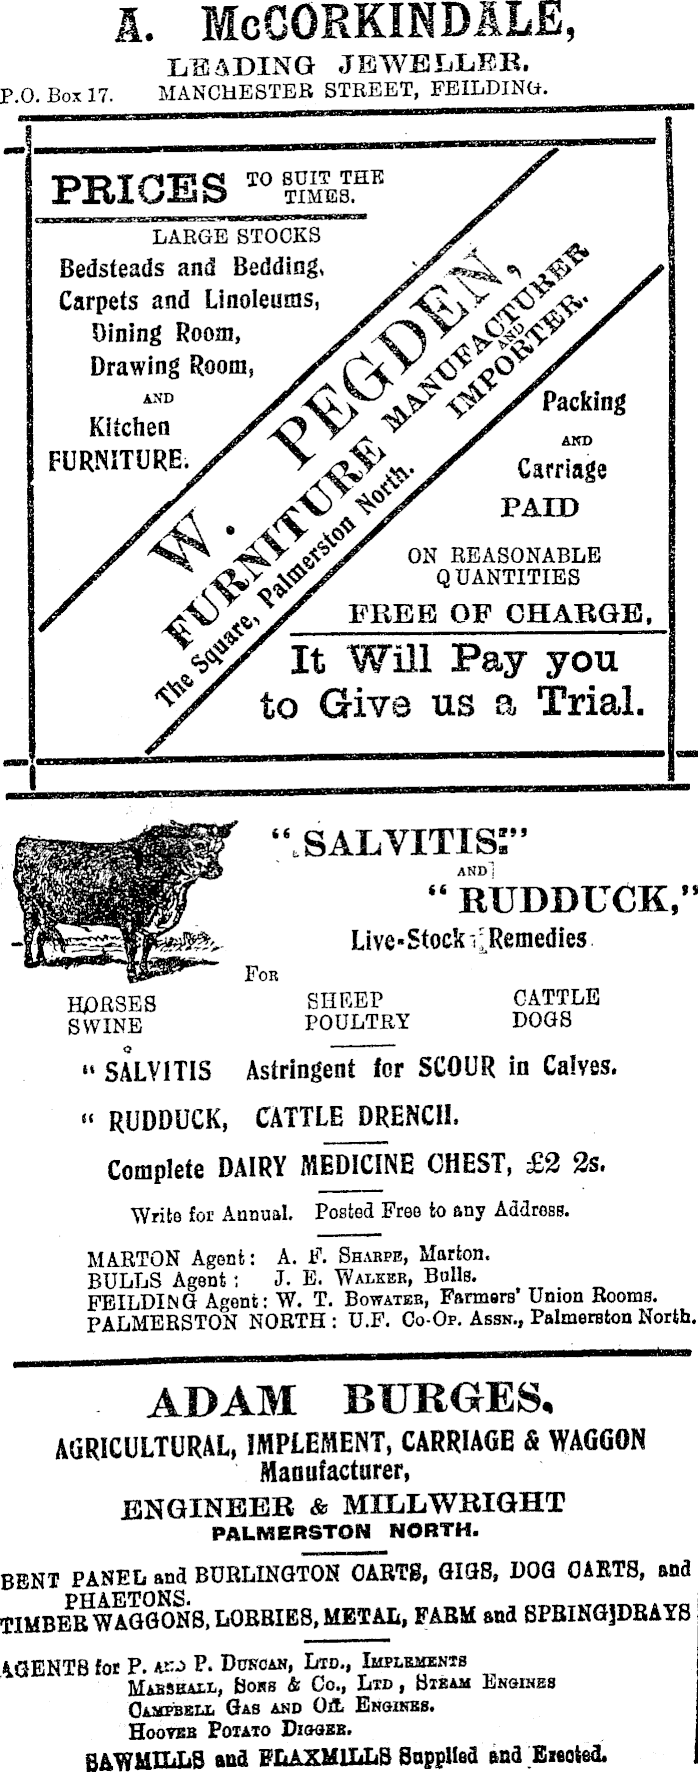 A. McCORKINDALE,
LEADING JEWELLER.
P.O. Box 17. MANCHESTER STREET, FEILDING.
PRICES TO SUIT THE
TIMES.
LARGE STOCKS
Bedsteads and Bedding,
Carpets and Linoleums,
Dining Room,
Drawing Room,
AND
Kitchen
FURNITURE.
W. PEGDEN,
FURNITURE MANUFACTURER
AND
IMPORTER.
The Square, Palmerston North.
Packing
AND
Carriage
PAID
ON REASONABLE
QUANTITIES
FREE OF CHARGE.
It Will Pay you
to Give us a Trial.
"SALVITIS"
AND
"RUDDUCK,"
Live-Stock Remedies
FOR
HORSES SHEEP CATTLE
SWINE POULTRY DOGS
"SALVITIS Astringent for SCOUR in Calves.
"RUDDUCK, CATTLE DRENCH.
Complete DAIRY MEDICINE CHEST, £2 2s.
Write for Annual. Posted Free to any Address.
MARTON Agent: A. F. SHARPE, Marton.
BULLS Agent: J. E. WALKER, Bulls.
FEILDING Agent: W. T. BOWATER, Farmers' Union Rooms.
PALMERSTON NORTH: U.F. CO-OP. ASSN., Palmerston North.
ADAM BURGES,
AGRICULTURAL, IMPLEMENT, CARRIAGE & WAGGON
Manufacturer,
ENGINEER & MILLWRIGHT
PALMERSTON NORTH.
BENT PANEL and BURLINGTON CARTS, GIGS, DOG CARTS, and
PHAETONS.
TIMBER WAGGONS, LORRIES, METAL, FARM and SPRING DRAYS
AGENTS for P. AND P. DUNCAN, LTD., IMPLEMENTS
MARSHALL, SONS & CO., LTD, STEAM ENGINES
CAMPBELL GAS AND OIL ENGINES.
HOOVER POTATO DIGGER.
SAWMILLS and FLAXMILLS Supplied and Erected.